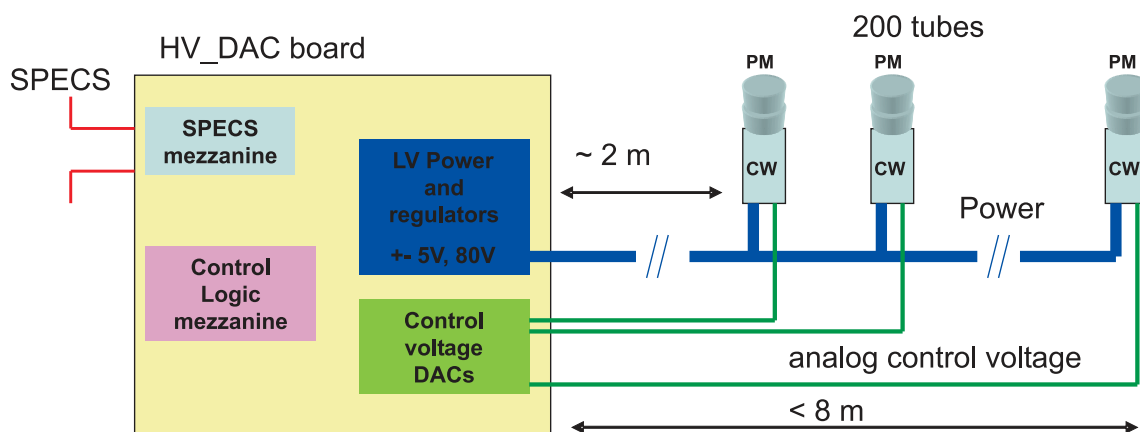 200 tubes
HV_DAC board
PM
PM
PM
SPECS
SPECS
mezzanine
LV Power
and
regulators
+- 5V, 80V
~ 2 m
CW
CW
CW
Power
Control
Logic
mezzanine
Control
voltage
DACs
analog control voltage
< 8 m